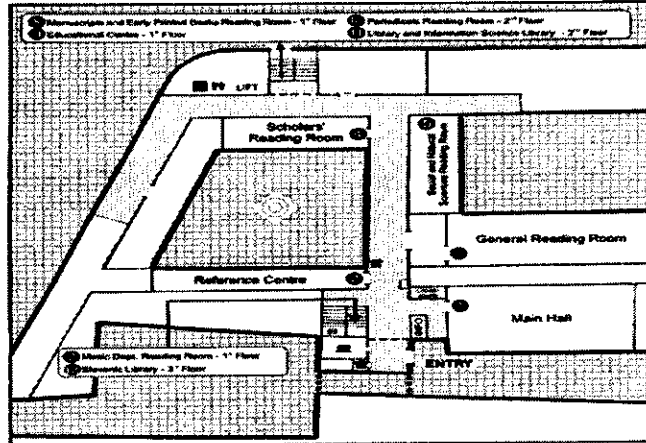 Manuscripts and Early Printed Books Reading Room - 1st Floor
Educational Centre - 1st Floor
Periodicals Reading Room - 2nd Floor
Library and Information Science Library - 2nd Floor
LIFT
Scholars'
Reading Room
General Reading Room
Reference Centre
Main Hall
ENTRY
Music Dept. Reading Room - 1st Floor
Slavonic Library - 3rd Floor